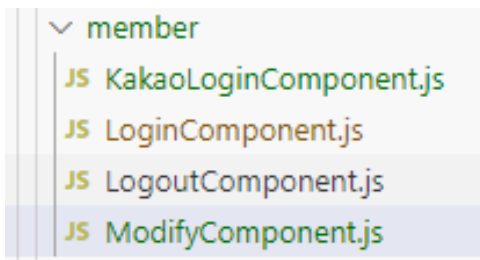 member
JS KakaoLoginComponent.js
JS LoginComponent.js
JS LogoutComponent.js
JS ModifyComponent.js